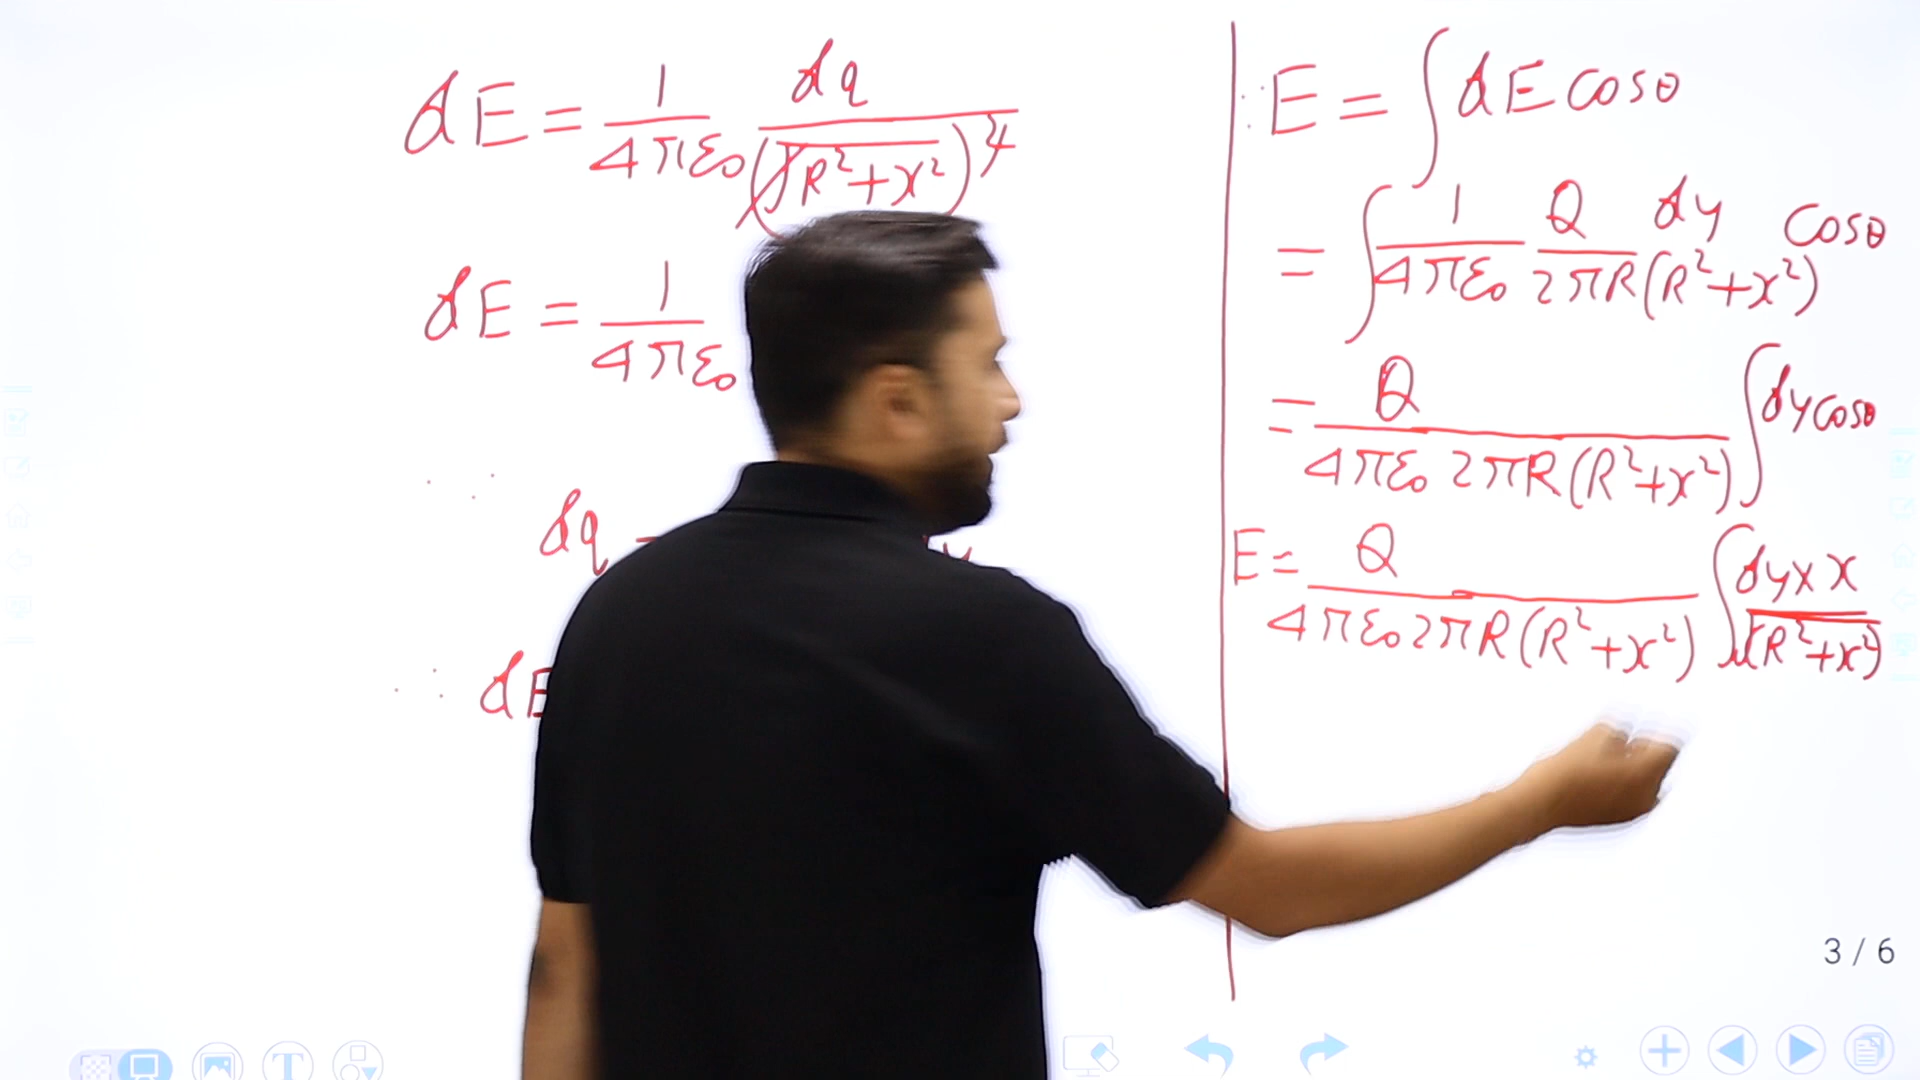 dE = 1/4πε₀ dq/(√R²+x²)²
dE = 1/4πε₀
dq
∴ dE
∴ E = ∫ dE cosθ
= ∫ 1/4πε₀ Q/2πR dy/(R²+x²) cosθ
= Q/4πε₀ 2πR(R²+x²) ∫ dy cosθ
E = Q/4πε₀ 2πR(R²+x²) ∫ dy × x/√(R²+x²)
3 / 6
T